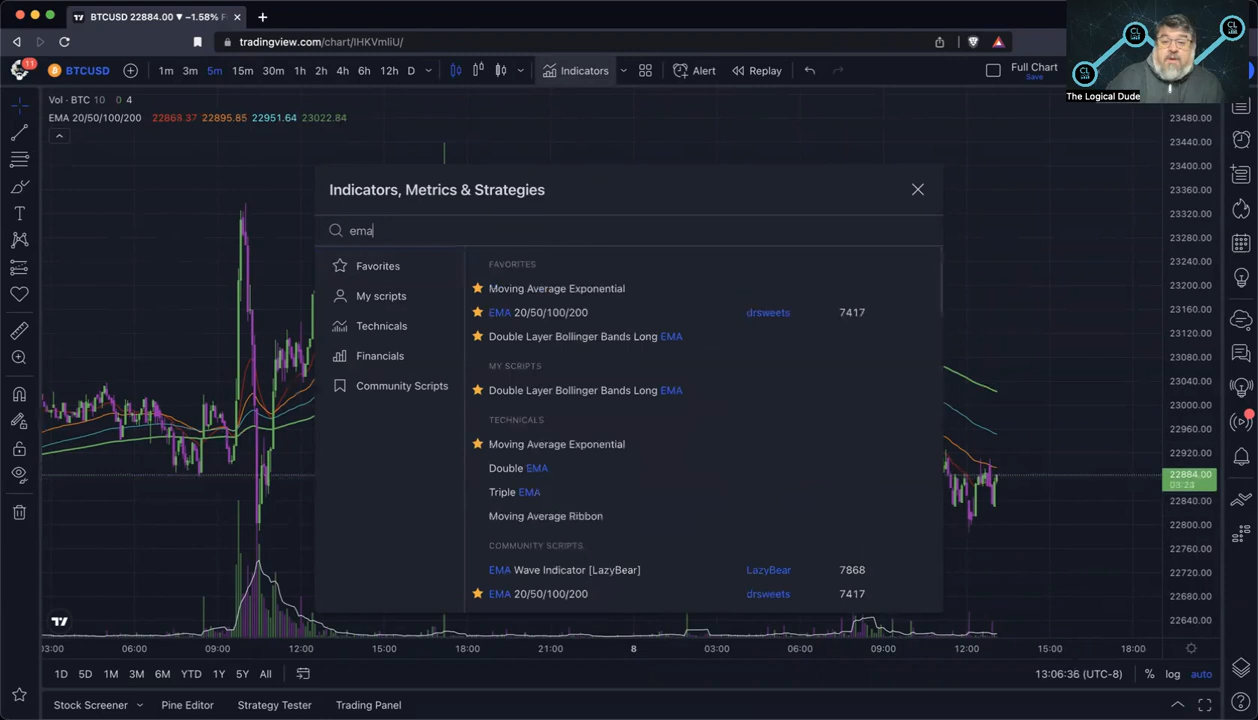 BTCUSD 22884.00 ▼ −1.58%
tradingview.com/chart/IHKVmliU/
11
BTCUSD
1m 3m 5m 15m 30m 1h 2h 4h 6h 12h D
Indicators
Alert
Replay
Full Chart
Save
CL
CL
CL
The Logical Dude
Vol · BTC 10 0 4
EMA 20/50/100/200 22868.37 22895.85 22951.64 23022.84
Indicators, Metrics & Strategies
ema
Favorites
My scripts
Technicals
Financials
Community Scripts
FAVORITES
Moving Average Exponential
EMA 20/50/100/200 drsweets 7417
Double Layer Bollinger Bands Long EMA
MY SCRIPTS
Double Layer Bollinger Bands Long EMA
TECHNICALS
Moving Average Exponential
Double EMA
Triple EMA
Moving Average Ribbon
COMMUNITY SCRIPTS
EMA Wave Indicator [LazyBear] LazyBear 7868
EMA 20/50/100/200 drsweets 7417
23480.00
23440.00
23400.00
23360.00
23320.00
23280.00
23240.00
23200.00
23160.00
23120.00
23080.00
23040.00
23000.00
22960.00
22920.00
22884.00
03:23
22840.00
22800.00
22760.00
22720.00
22680.00
22640.00
03:00 06:00 09:00 12:00 15:00 18:00 21:00 8 03:00 06:00 09:00 12:00 15:00 18:00
1D 5D 1M 3M 6M YTD 1Y 5Y All
13:06:36 (UTC-8) % log auto
Stock Screener Pine Editor Strategy Tester Trading Panel